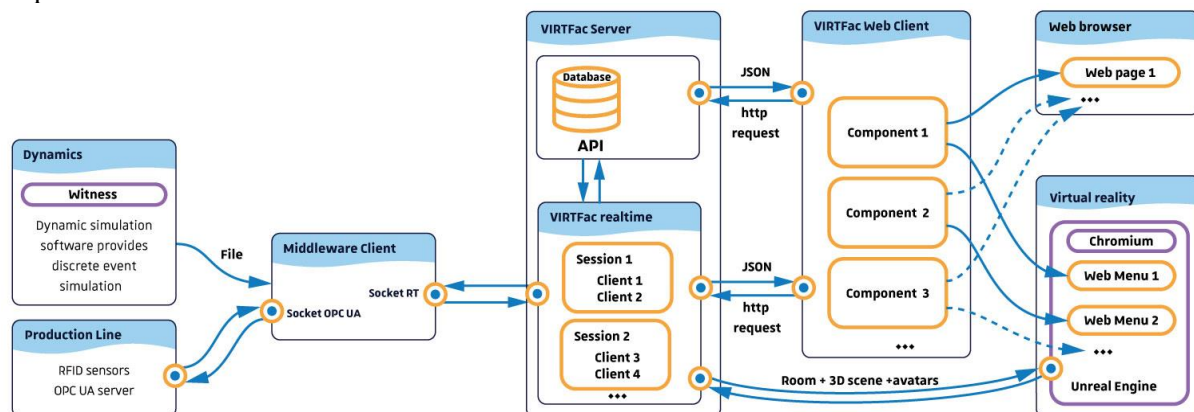 Dynamics
Witness
Dynamic simulation
software provides
discrete event
simulation
Production Line
RFID sensors
OPC UA server
File
Middleware Client
Socket RT
Socket OPC UA
VIRTFac Server
Database
API
VIRTFac realtime
Session 1
Client 1
Client 2
Session 2
Client 3
Client 4
JSON
http
request
JSON
http
request
Room + 3D scene +avatars
VIRTFac Web Client
Component 1
Component 2
Component 3
Web browser
Web page 1
Virtual reality
Chromium
Web Menu 1
Web Menu 2
Unreal Engine